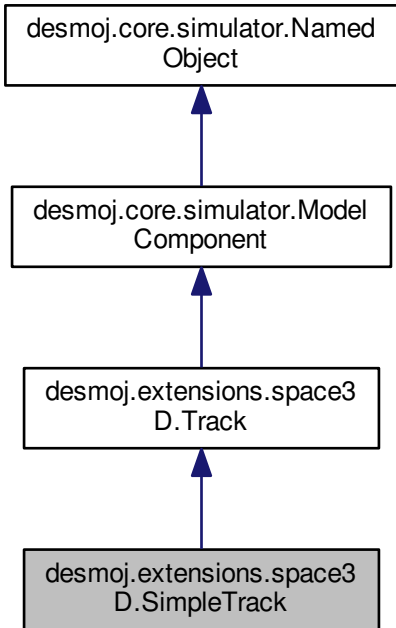 desmoj.core.simulator.Named
Object
desmoj.core.simulator.Model
Component
desmoj.extensions.space3
D.Track
desmoj.extensions.space3
D.SimpleTrack